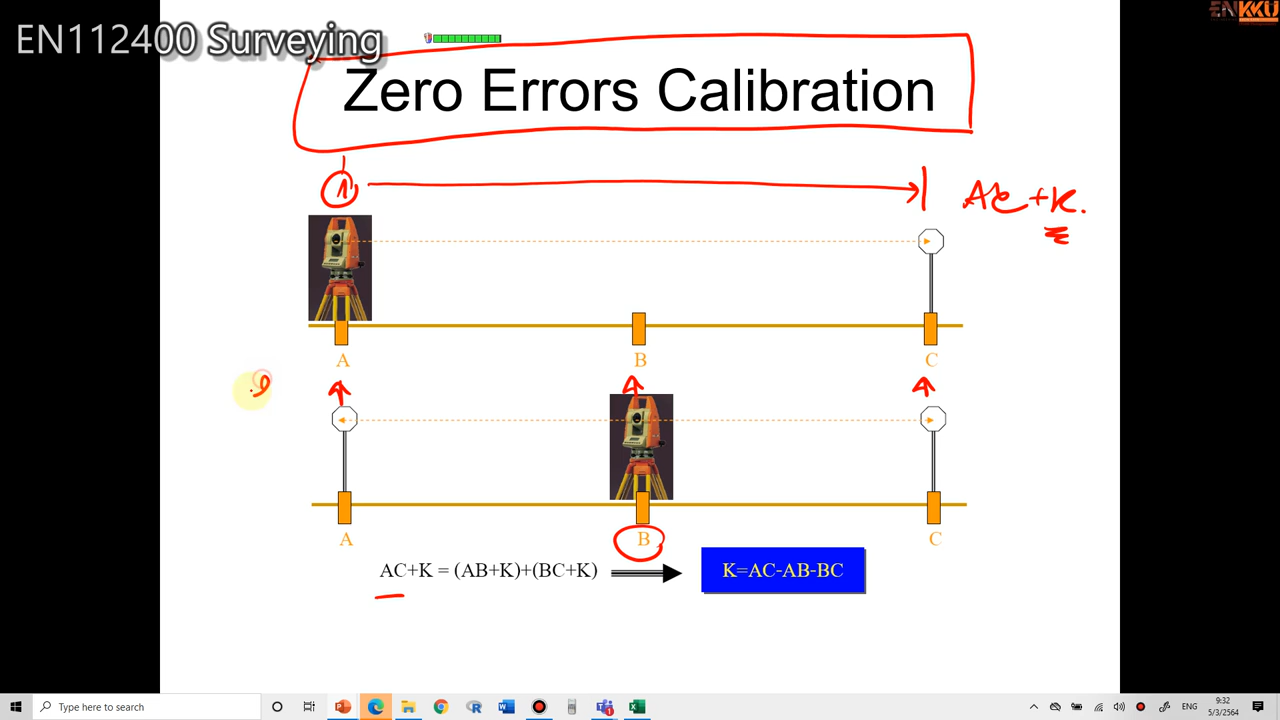 EN112400 Surveying
ENKKU
Zero Errors Calibration
1
AC+K.
A
B
C
A
B
C
AC+K = (AB+K)+(BC+K)
K=AC-AB-BC
Type here to search
ENG
9:32
5/3/2564